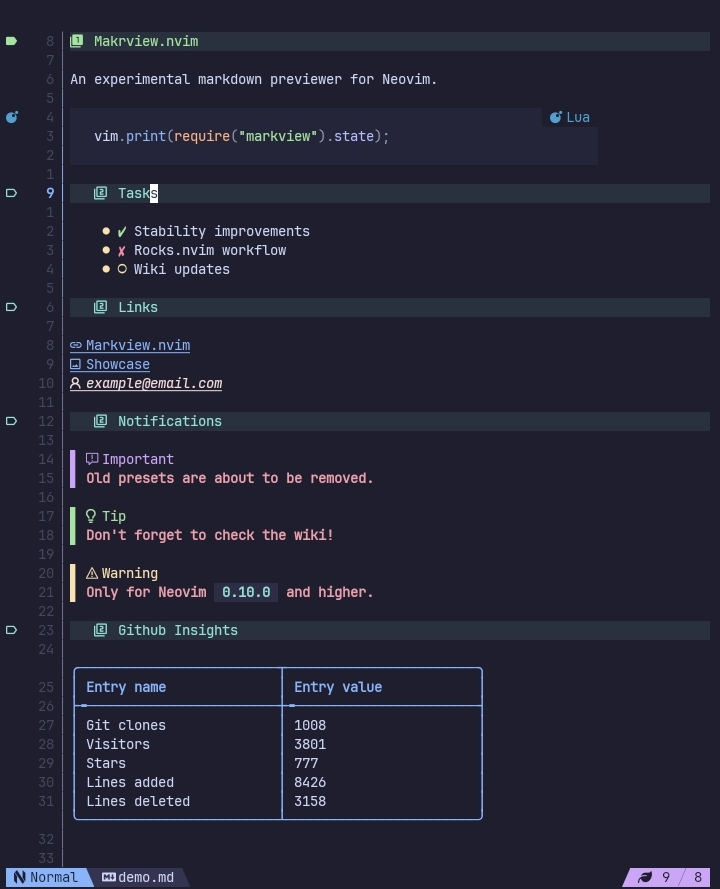 8 1 Makrview.nvim
7
6 An experimental markdown previewer for Neovim.
5
4 Lua
3 vim.print(require("markview").state);
2
1
9 2 Tasks
1
2 Stability improvements
3 Rocks.nvim workflow
4 Wiki updates
5
6 2 Links
7
8 Markview.nvim
9 Showcase
10 example@email.com
11
12 2 Notifications
13
14 Important
15 Old presets are about to be removed.
16
17 Tip
18 Don't forget to check the wiki!
19
20 Warning
21 Only for Neovim 0.10.0 and higher.
22
23 2 Github Insights
24
25 Entry name Entry value
26
27 Git clones 1008
28 Visitors 3801
29 Stars 777
30 Lines added 8426
31 Lines deleted 3158
32
33
Normal demo.md 9 8